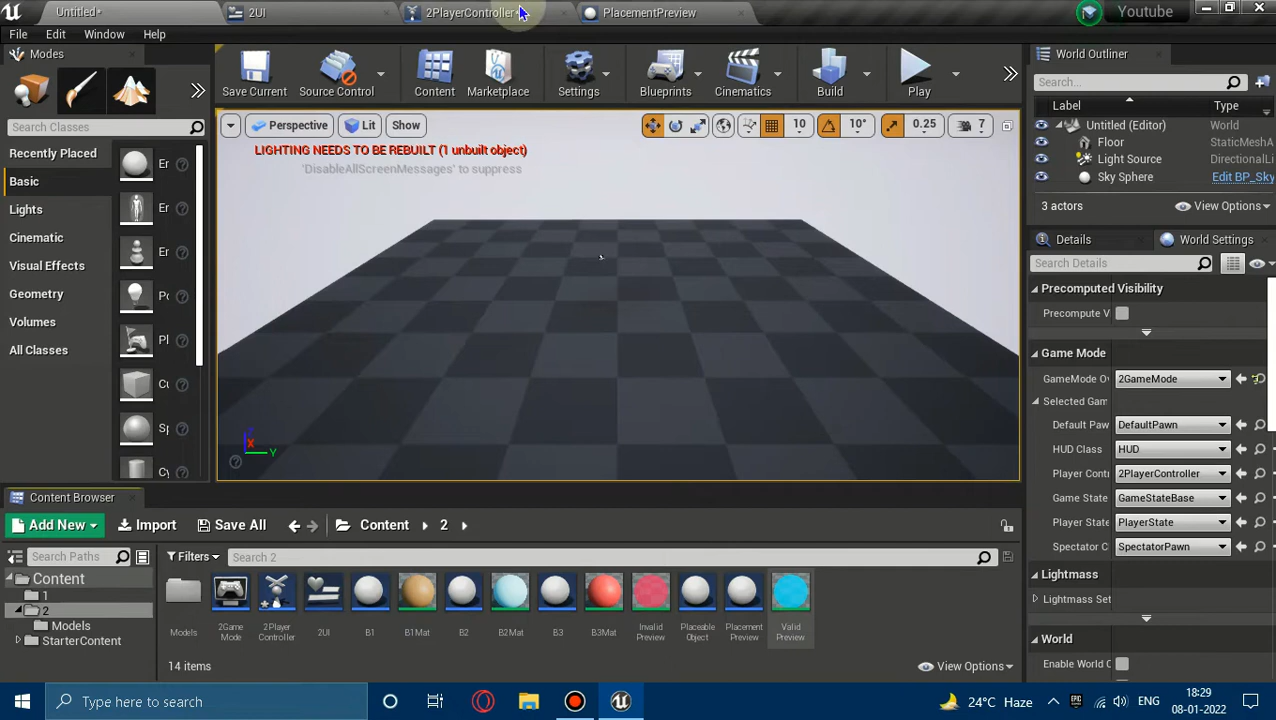 Untitled*
2UI
2PlayerController*
PlacementPreview
Youtube
File Edit Window Help
Modes
Search Classes
Recently Placed
Basic
Lights
Cinematic
Visual Effects
Geometry
Volumes
All Classes
Save Current
Source Control
Content
Marketplace
Settings
Blueprints
Cinematics
Build
Play
Perspective
Lit
Show
10
10°
0.25
7
LIGHTING NEEDS TO BE REBUILT (1 unbuilt object)
'DisableAllScreenMessages' to suppress
X Y
World Outliner
Search...
Label Type
Untitled (Editor) World
Floor StaticMeshA
Light Source DirectionalLi
Sky Sphere Edit BP_Sky
3 actors
View Options
Details
World Settings
Search Details
Precomputed Visibility
Precompute V
Game Mode
GameMode Ov 2GameMode
Selected Gam
Default Paw DefaultPawn
HUD Class HUD
Player Contr 2PlayerController
Game State GameStateBase
Player State PlayerState
Spectator C SpectatorPawn
Lightmass
Lightmass Set
World
Enable World C
Content Browser
Add New
Import
Save All
Content
2
Search Paths
Filters
Search 2
Content
1
2
Models
StarterContent
Models
2Game Mode
2Player Controller
2UI
B1
B1Mat
B2
B2Mat
B3
B3Mat
Invalid Preview
Placeable Object
Placement Preview
Valid Preview
14 items
View Options
Type here to search
24°C Haze
ENG
18:29
08-01-2022